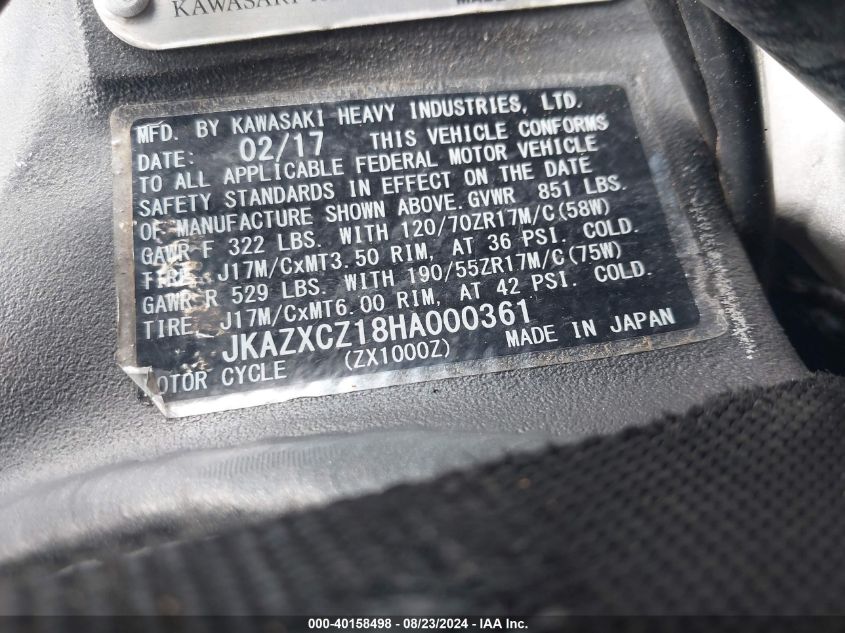 KAWASAKI
MFD. BY KAWASAKI HEAVY INDUSTRIES, LTD.
DATE: 02/17 THIS VEHICLE CONFORMS
TO ALL APPLICABLE FEDERAL MOTOR VEHICLE
SAFETY STANDARDS IN EFFECT ON THE DATE
OF MANUFACTURE SHOWN ABOVE. GVWR 851 LBS.
GAWR F 322 LBS. WITH 120/70ZR17M/C(58W)
TIRE, J17M/CxMT3.50 RIM, AT 36 PSI. COLD.
GAWR R 529 LBS. WITH 190/55ZR17M/C(75W)
TIRE, J17M/CxMT6.00 RIM, AT 42 PSI. COLD.
JKAZXCZ18HA000361
MOTOR CYCLE (ZX1000Z) MADE IN JAPAN
000-40158498 - 08/23/2024 - IAAI.COM